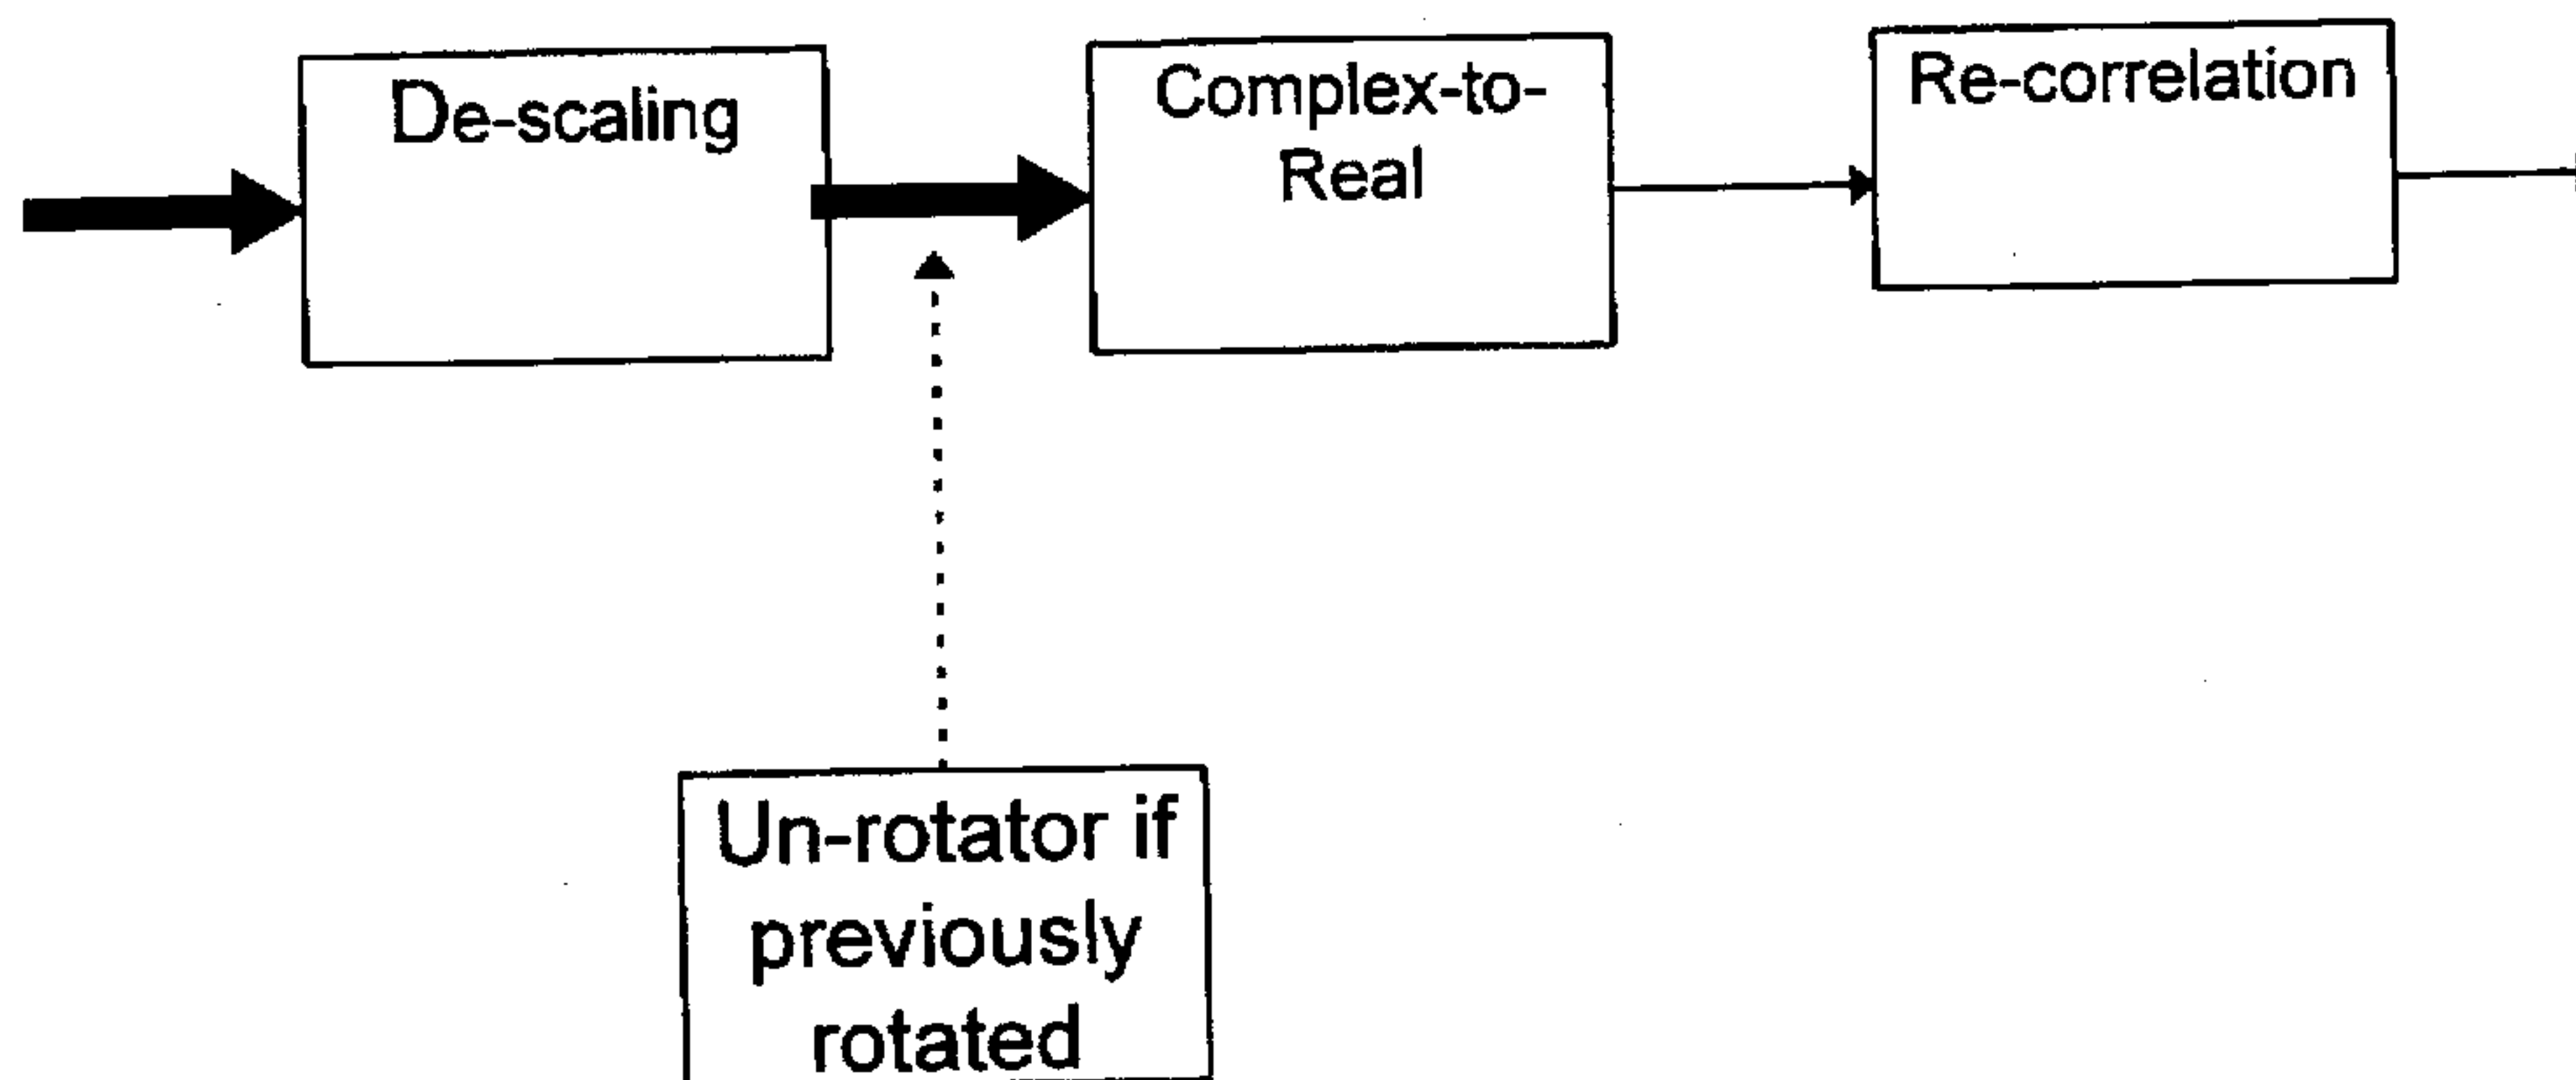 De-scaling
Complex-to-
Real
Re-correlation
Un-rotator if
previously
rotated